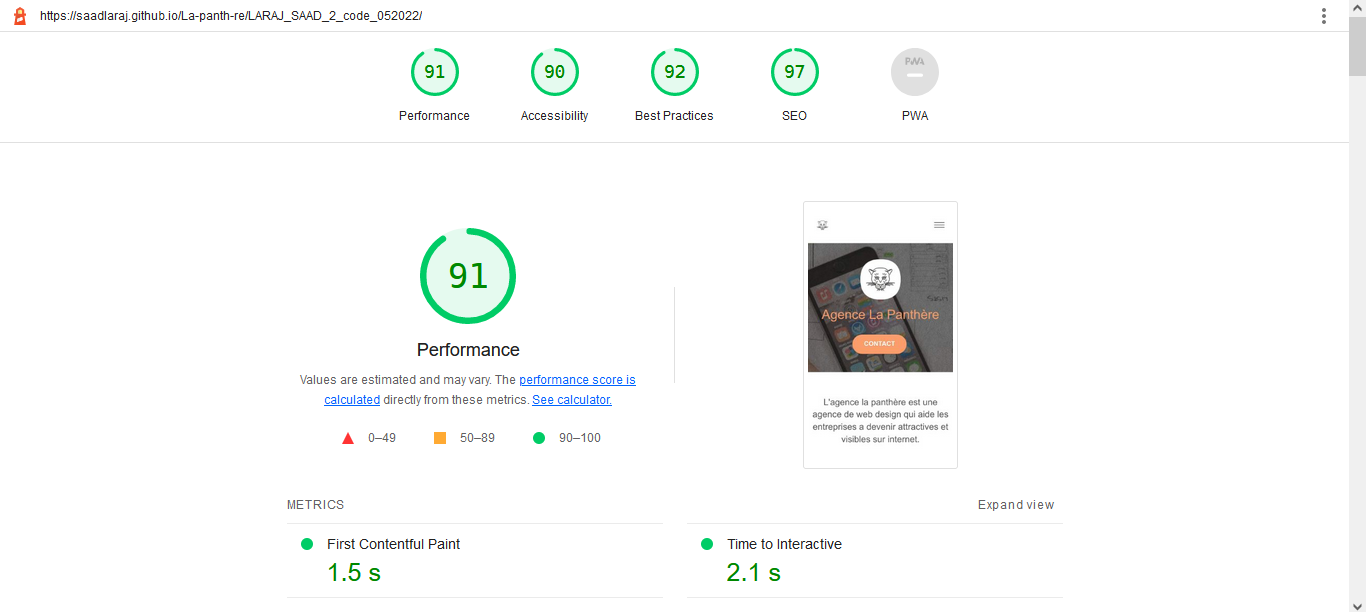 https://saadlaraj.github.io/La-panth-re/LARAJ_SAAD_2_code_052022/
91
90
92
97
PWA
Performance
Accessibility
Best Practices
SEO
PWA
91
Performance
Values are estimated and may vary. The performance score is
calculated directly from these metrics. See calculator.
0–49
50–89
90–100
Agence La Panthère
CONTACT
L'agence la panthère est une
agence de web design qui aide les
entreprises a devenir attractives et
visibles sur internet.
METRICS
Expand view
First Contentful Paint
1.5 s
Time to Interactive
2.1 s